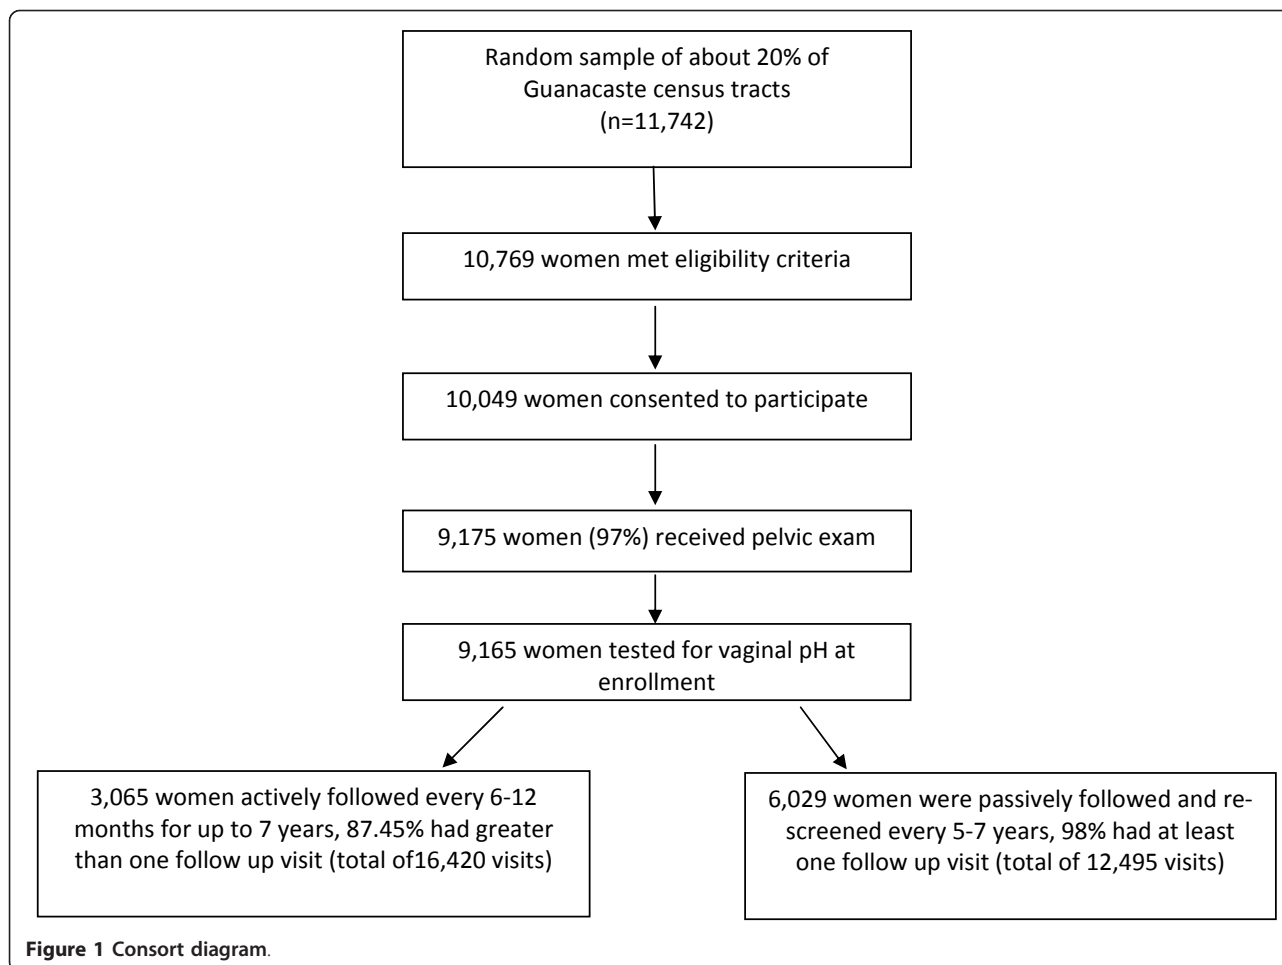 Random sample of about 20% of
Guanacaste census tracts
(n=11,742)
10,769 women met eligibility criteria
10,049 women consented to participate
9,175 women (97%) received pelvic exam
9,165 women tested for vaginal pH at
enrollment
3,065 women actively followed every 6-12
months for up to 7 years, 87.45% had greater
than one follow up visit (total of16,420 visits)
6,029 women were passively followed and re-
screened every 5-7 years, 98% had at least
one follow up visit (total of 12,495 visits)
Figure 1 Consort diagram.